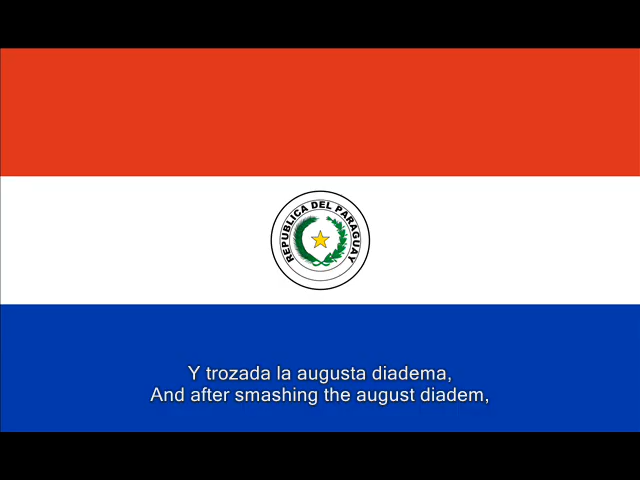 REPUBLICA DEL PARAGUAY
Y trozada la augusta diadema,
And after smashing the august diadem,